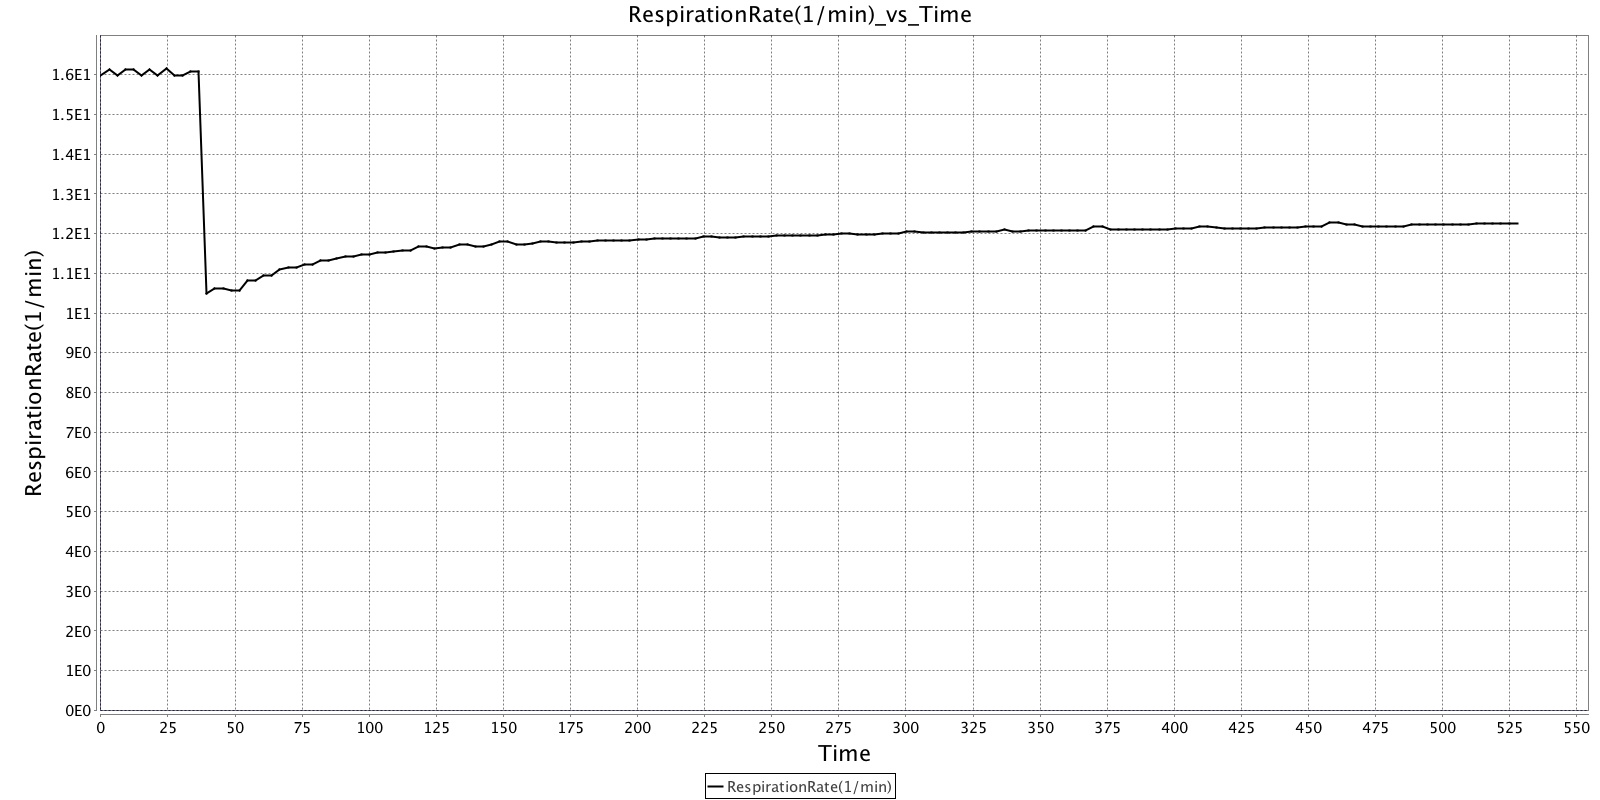 RespirationRate(1/min)_vs_Time
RespirationRate(1/min)
1.6E1
1.5E1
1.4E1
1.3E1
1.2E1
1.1E1
1E1
9E0
8E0
7E0
6E0
5E0
4E0
3E0
2E0
1E0
0E0
0 25 50 75 100 125 150 175 200 225 250 275 300 325 350 375 400 425 450 475 500 525 550
Time
RespirationRate(1/min)